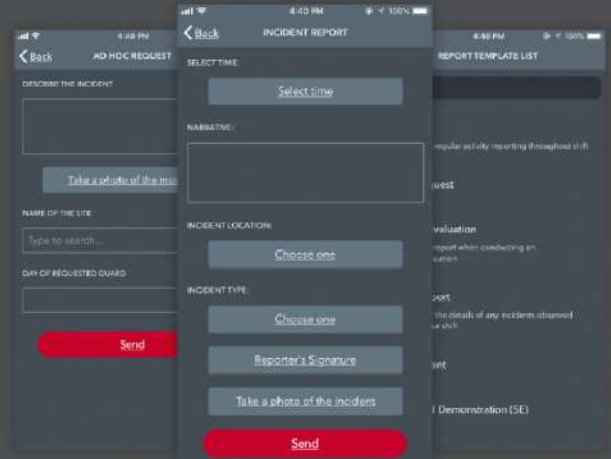 4:40 PM
Back
AD HOC REQUEST
DESCRIBE THE INCIDENT
Take a photo of the inci
NAME OF THE SITE
Type to search...
DAY OF REQUESTED GUARD
Send
4:40 PM
100%
Back
INCIDENT REPORT
SELECT TIME:
Select time
NARRATIVE:
INCIDENT LOCATION:
Choose one
INCIDENT TYPE:
Choose one
Reporter's Signature
Take a photo of the incident
Send
4:40 PM
100%
REPORT TEMPLATE LIST
regular activity reporting throughout shift
quest
valuation
report when conducting an
uation
port
the details of any incidents observed
shift
ent
l Demonstration (SE)